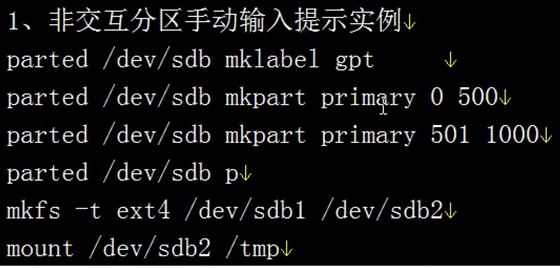 1、非交互分区手动输入提示实例↓
parted /dev/sdb mklabel gpt ↓
parted /dev/sdb mkpart primary 0 500↓
parted /dev/sdb mkpart primary 501 1000↓
parted /dev/sdb p↓
mkfs -t ext4 /dev/sdb1 /dev/sdb2↓
mount /dev/sdb2 /tmp↓